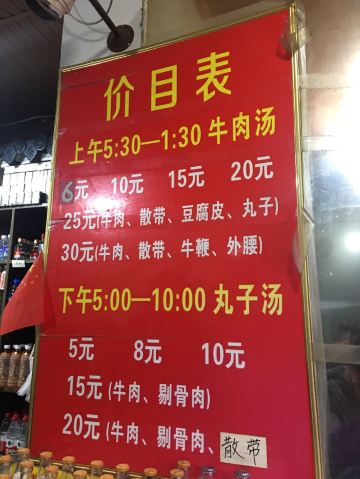 价目表
上午5:30—1:30 牛肉汤
6元 10元 15元 20元
25元(牛肉、散带、豆腐皮、丸子)
30元(牛肉、散带、牛鞭、外腰)
下午5:00—10:00 丸子汤
5元 8元 10元
15元 (牛肉、剔骨肉)
20元 (牛肉、剔骨肉、散带